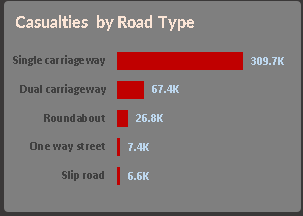 Casualties by Road Type
Single carriageway 309.7K
Dual carriageway 67.4K
Roundabout 26.8K
One way street 7.4K
Slip road 6.6K